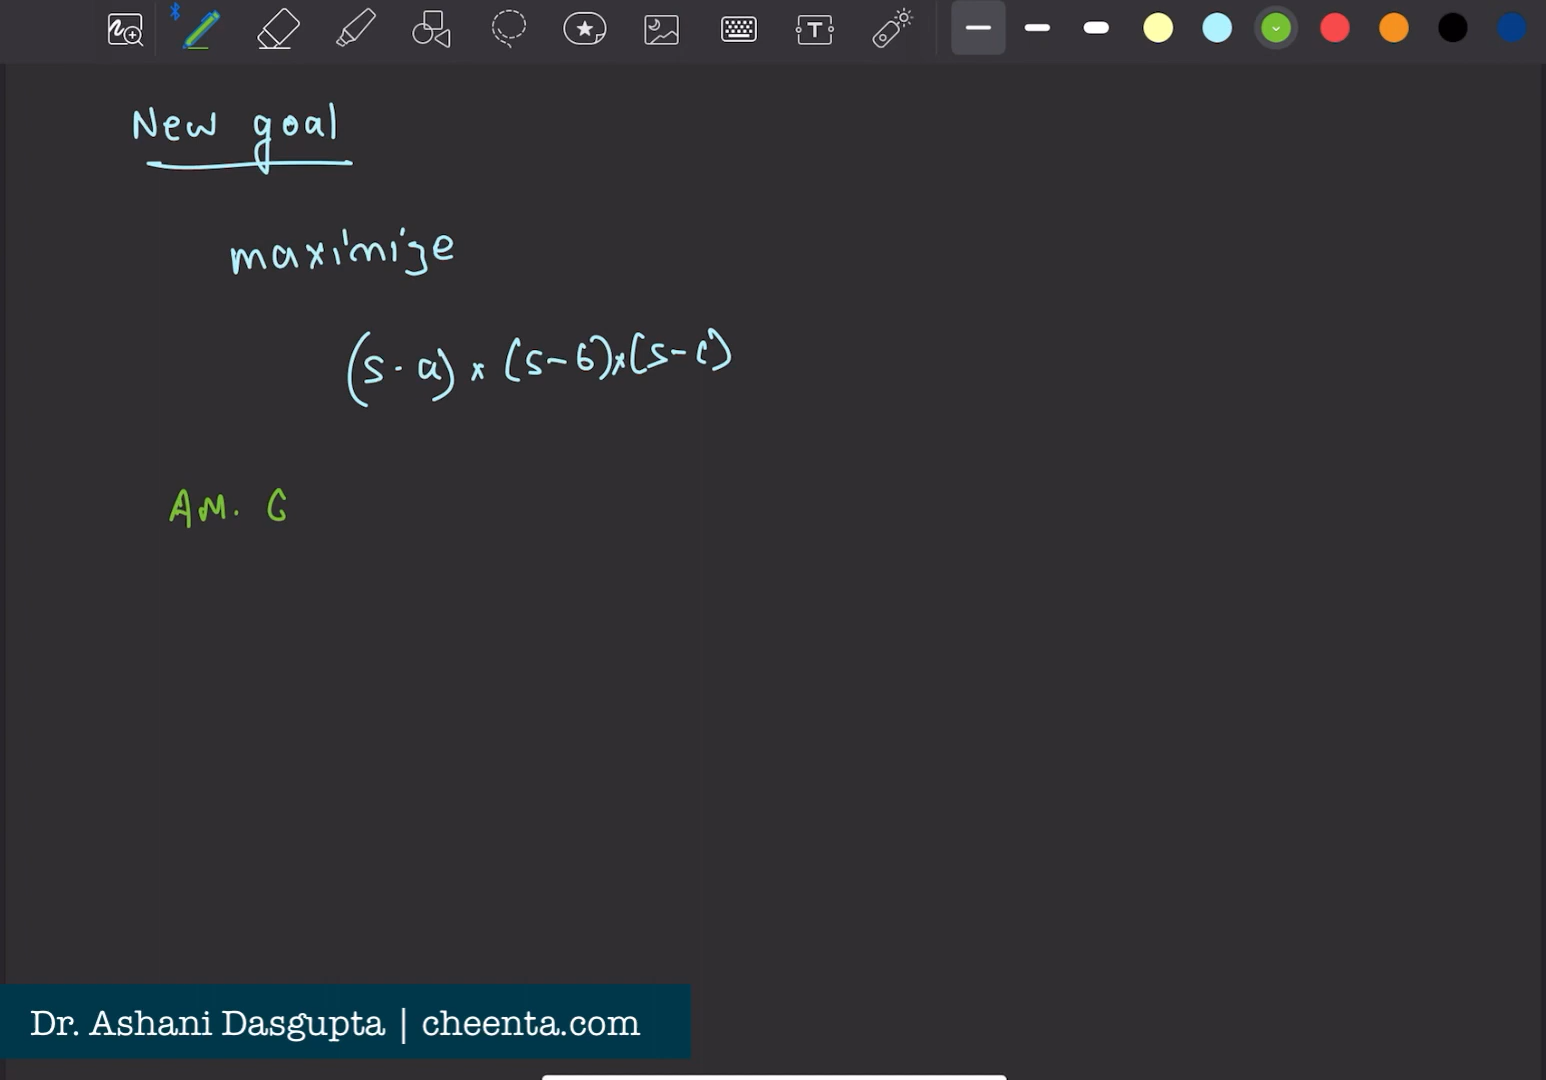 New goal
maximize
(s-a) × (s-b)×(s-c)
AM. G
Dr. Ashani Dasgupta | cheenta.com